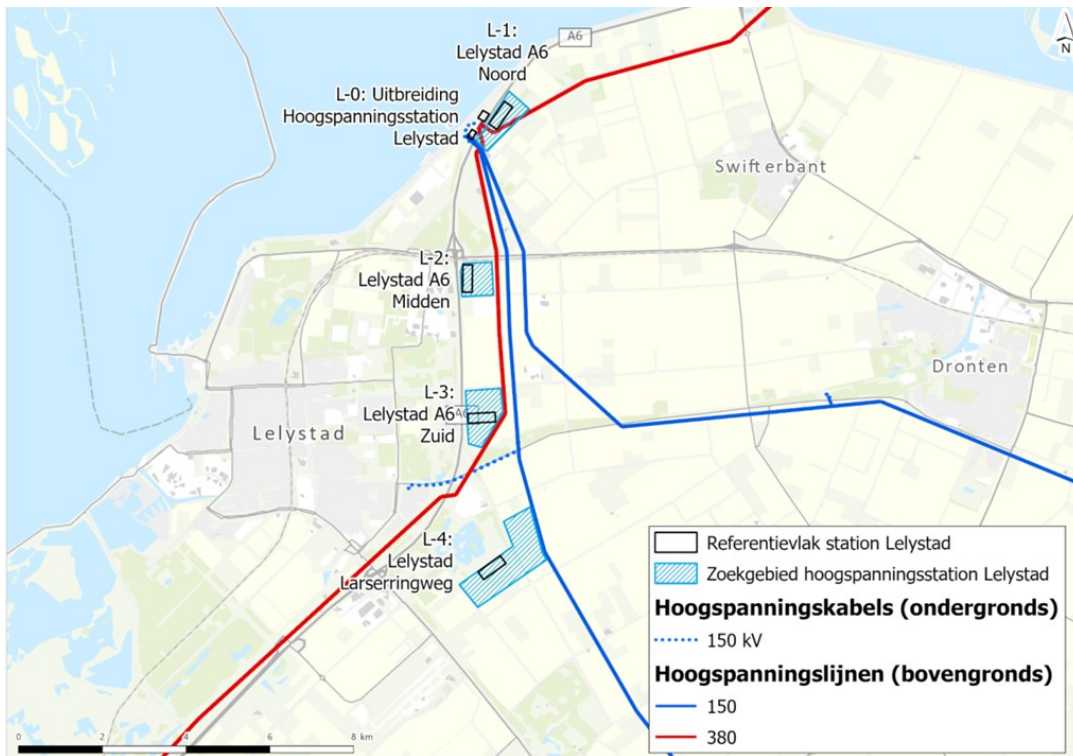 A6
N
L-1:
Lelystad A6
Noord
L-0: Uitbreiding
Hoogspanningsstation
Lelystad
Swifterbant
L-2:
Lelystad A6
Midden
Dronten
L-3:
Lelystad A6
Zuid
A6
Lelystad
L-4:
Lelystad
Larserringweg
Referentievlak station Lelystad
Zoekgebied hoogspanningsstation Lelystad
Hoogspanningskabels (ondergronds)
150 kV
Hoogspanningslijnen (bovengronds)
150
380
0 2 4 6 8 km